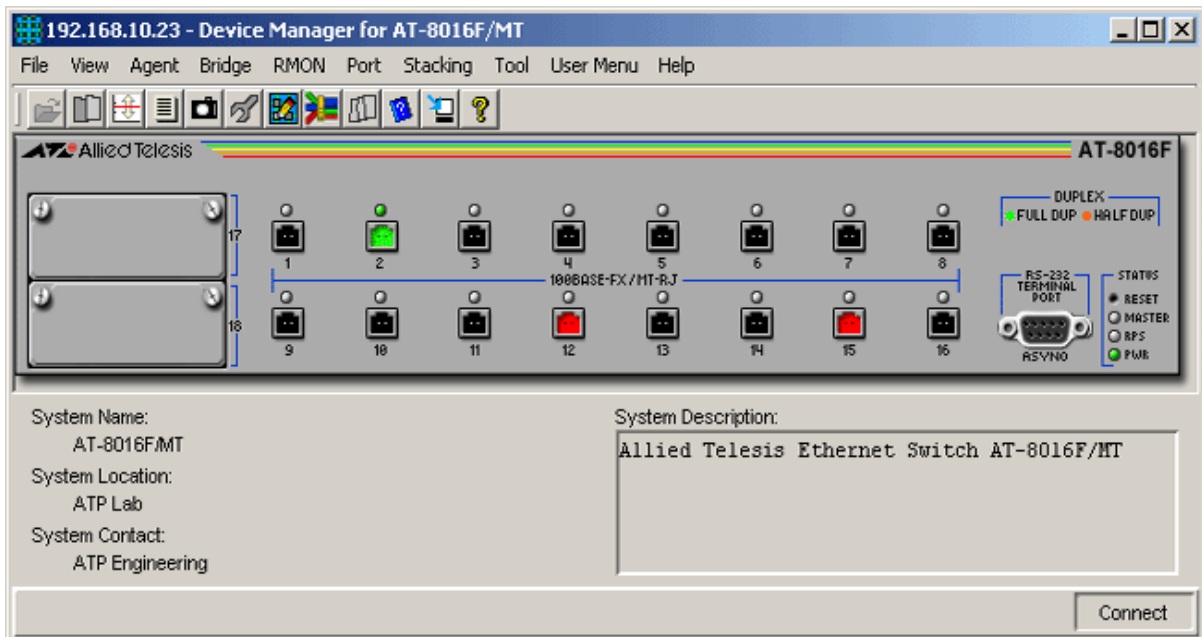 192.168.10.23 - Device Manager for AT-8016F/MT
File View Agent Bridge RMON Port Stacking Tool User Menu Help
Allied Telesis
AT-8016F
17
1 2 3 4 5 6 7 8
100BASE-FX/MT-RJ
18
9 10 11 12 13 14 15 16
DUPLEX
FULL DUP HALF DUP
RS-232
TERMINAL
PORT
ASYNO
STATUS
RESET
MASTER
RPS
PWR
System Name:
AT-8016F/MT
System Location:
ATP Lab
System Contact:
ATP Engineering
System Description:
Allied Telesis Ethernet Switch AT-8016F/MT
Connect